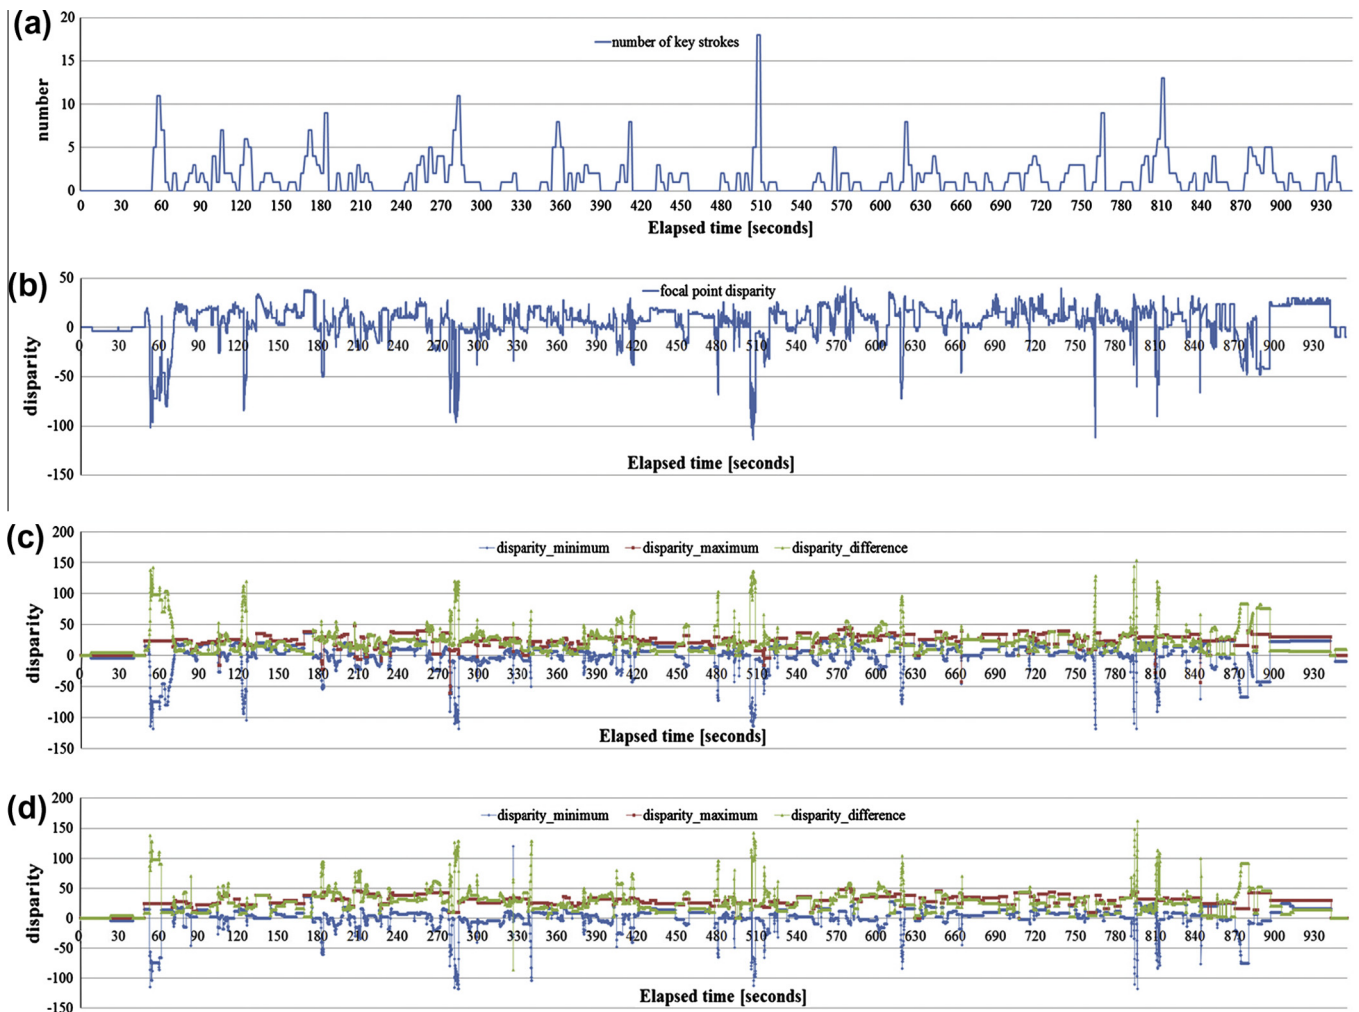 (a)
20
15
10
5
0
number
number of key strokes
0 30 60 90 120 150 180 210 240 270 300 330 360 390 420 450 480 510 540 570 600 630 660 690 720 750 780 810 840 870 900 930
Elapsed time [seconds]
(b)
50
0
-50
-100
-150
disparity
focal point disparity
0 30 60 90 120 150 180 210 240 270 300 330 360 390 420 450 480 510 540 570 600 630 660 690 720 750 780 810 840 870 900 930
Elapsed time [seconds]
(c)
200
150
100
50
0
-50
-100
-150
disparity
disparity_minimum disparity_maximum disparity_difference
0 30 60 90 120 150 180 210 240 270 300 330 360 390 420 450 480 510 540 570 600 630 660 690 720 750 780 810 840 870 900 930
Elapsed time [seconds]
(d)
200
150
100
50
0
-50
-100
-150
disparity
disparity_minimum disparity_maximum disparity_difference
0 30 60 90 120 150 180 210 240 270 300 330 360 390 420 450 480 510 540 570 600 630 660 690 720 750 780 810 840 870 900 930
Elapsed time [seconds]